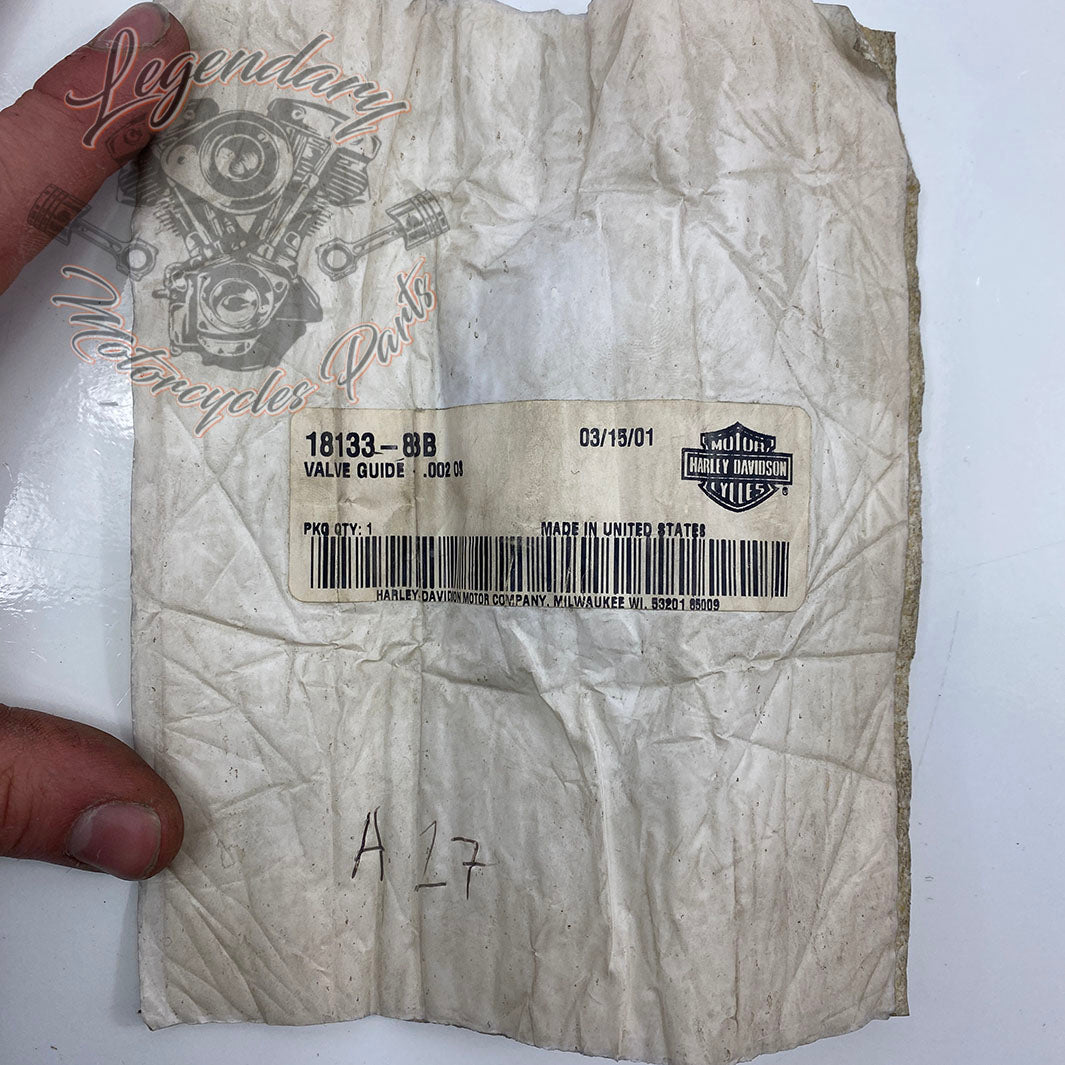 Legendary
Motorcycles Parts
18133-83B
03/15/01
VALVE GUIDE - .002 OS
MOTOR
HARLEY DAVIDSON
CYCLES
®
PKG QTY: 1
MADE IN UNITED STATES
HARLEY DAVIDSON MOTOR COMPANY, MILWAUKEE WI. 53201 85009
A 17